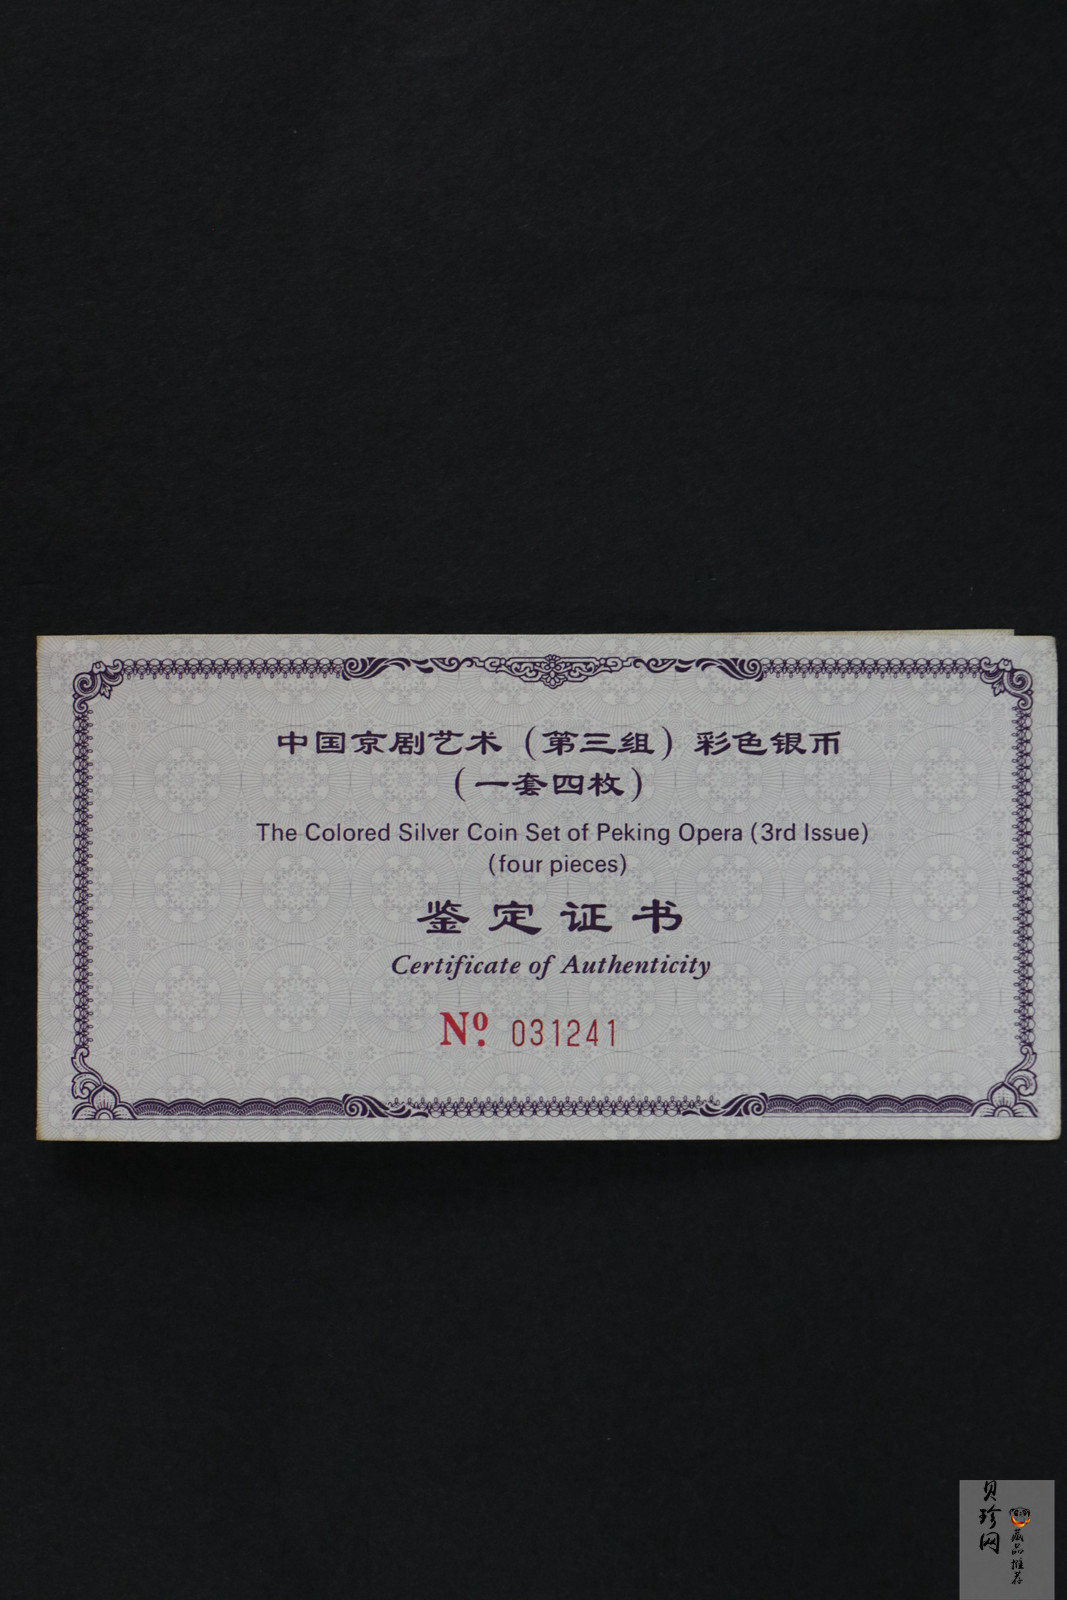 中国京剧艺术（第三组）彩色银币
（一套四枚）
The Colored Silver Coin Set of Peking Opera (3rd Issue)
(four pieces)
鉴定证书
Certificate of Authenticity
Nº. 031241
贝珍网
藏品推荐